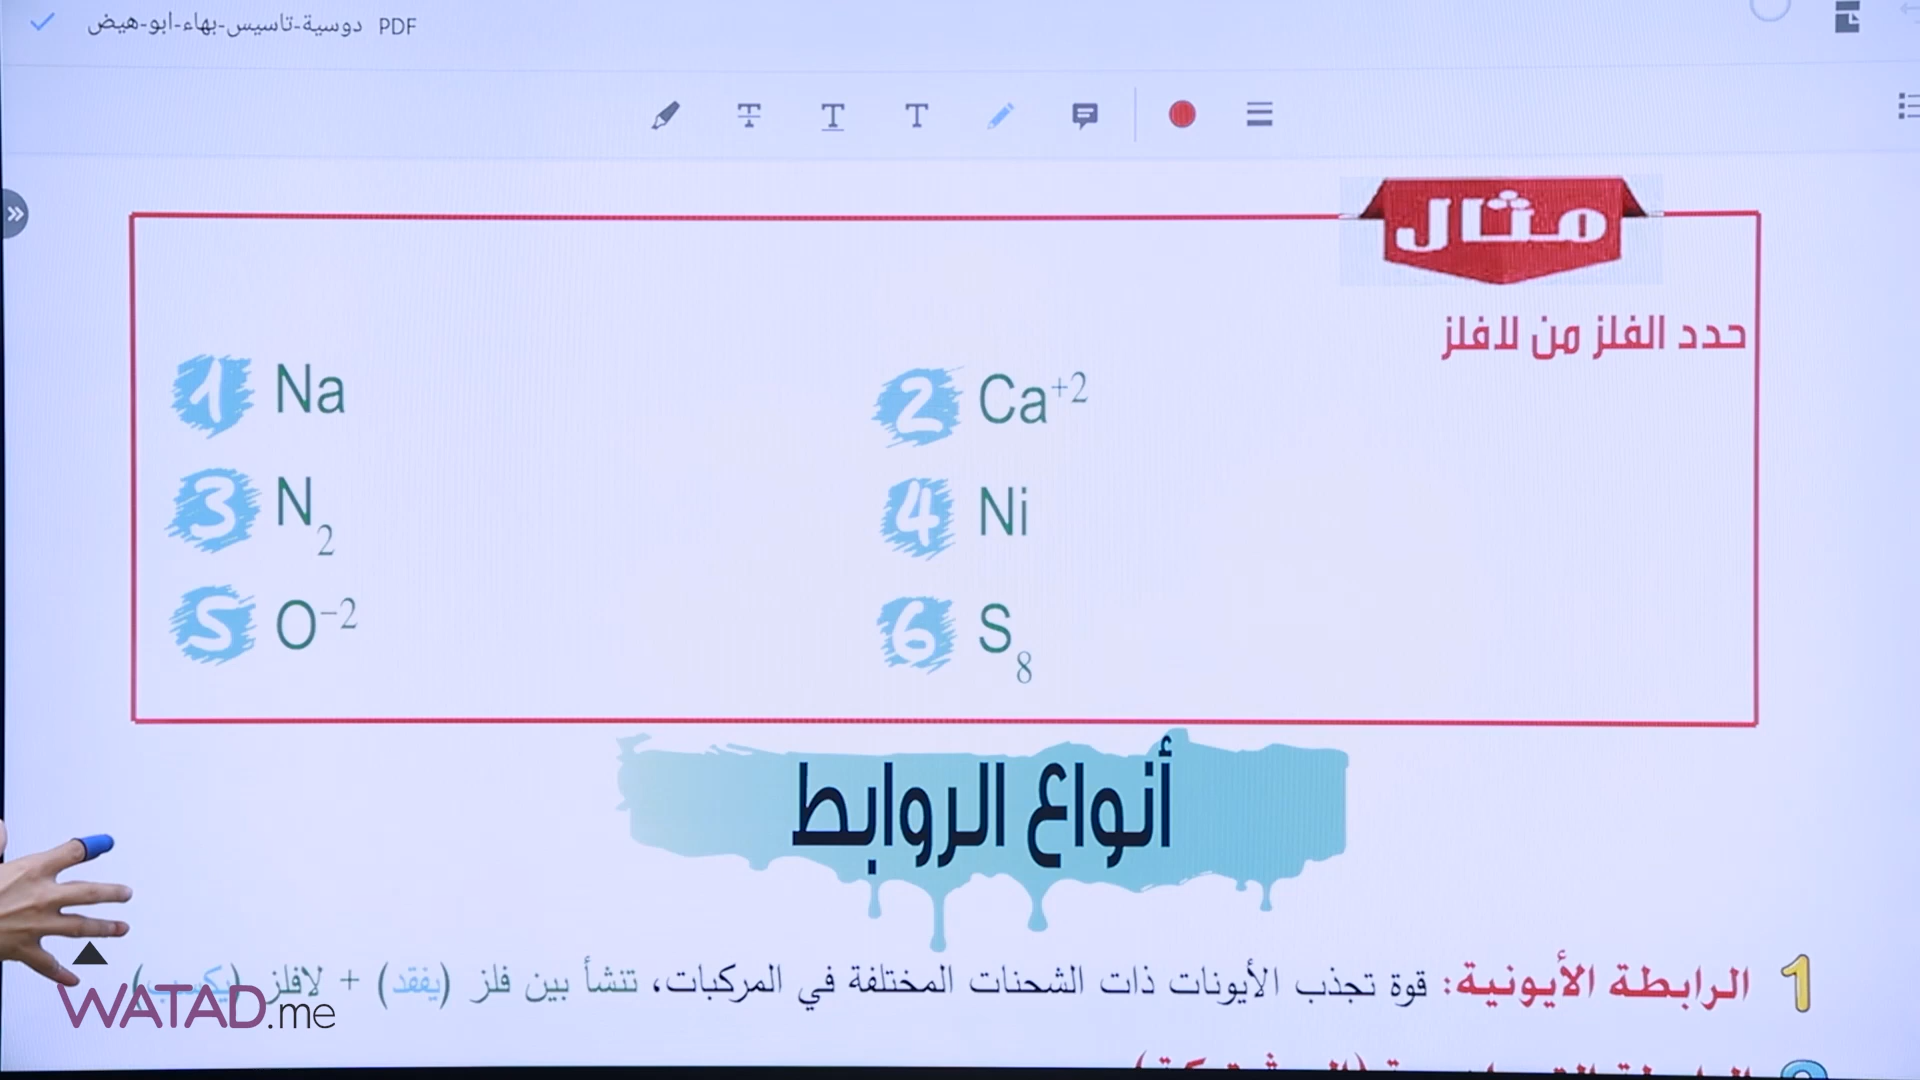 دوسية-تاسيس-بهاء-ابو-هيض PDF
مثال
حدد الفلز من لافلز
1 Na
2 Ca⁺²
3 N₂
4 Ni
5 O⁻²
6 S₈
أنواع الروابط
1 الرابطة الأيونية: قوة تجذب الأيونات ذات الشحنات المختلفة في المركبات، تنشأ بين فلز (يفقد) + لافلز (يكسب)
WATAD.me